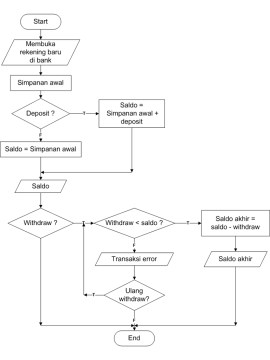 Start
Membuka
rekening baru
di bank
Simpanan awal
Deposit ?
Saldo =
Simpanan awal +
deposit
Saldo = Simpanan awal
Saldo
Withdraw ?
Withdraw < saldo ?
Saldo akhir =
saldo - withdraw
Transaksi error
Saldo akhir
Ulang
withdraw?
End